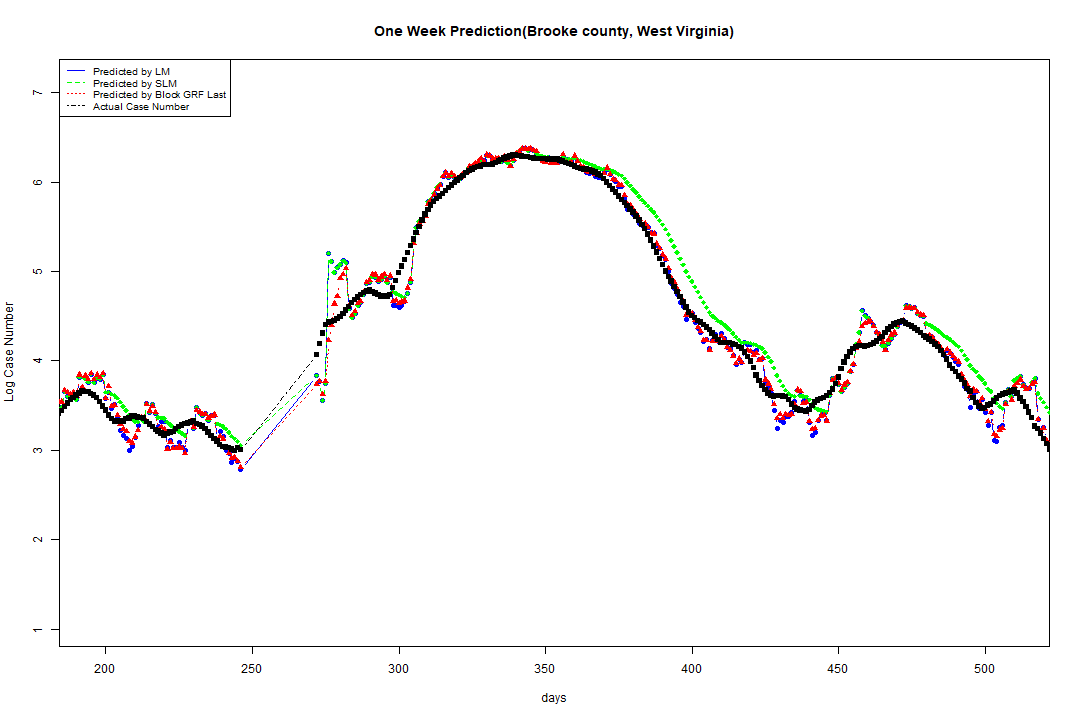 One Week Prediction(Brooke county, West Virginia)
Predicted by LM
Predicted by SLM
Predicted by Block GRF Last
Actual Case Number
Log Case Number
7
6
5
4
3
2
1
200 250 300 350 400 450 500
days